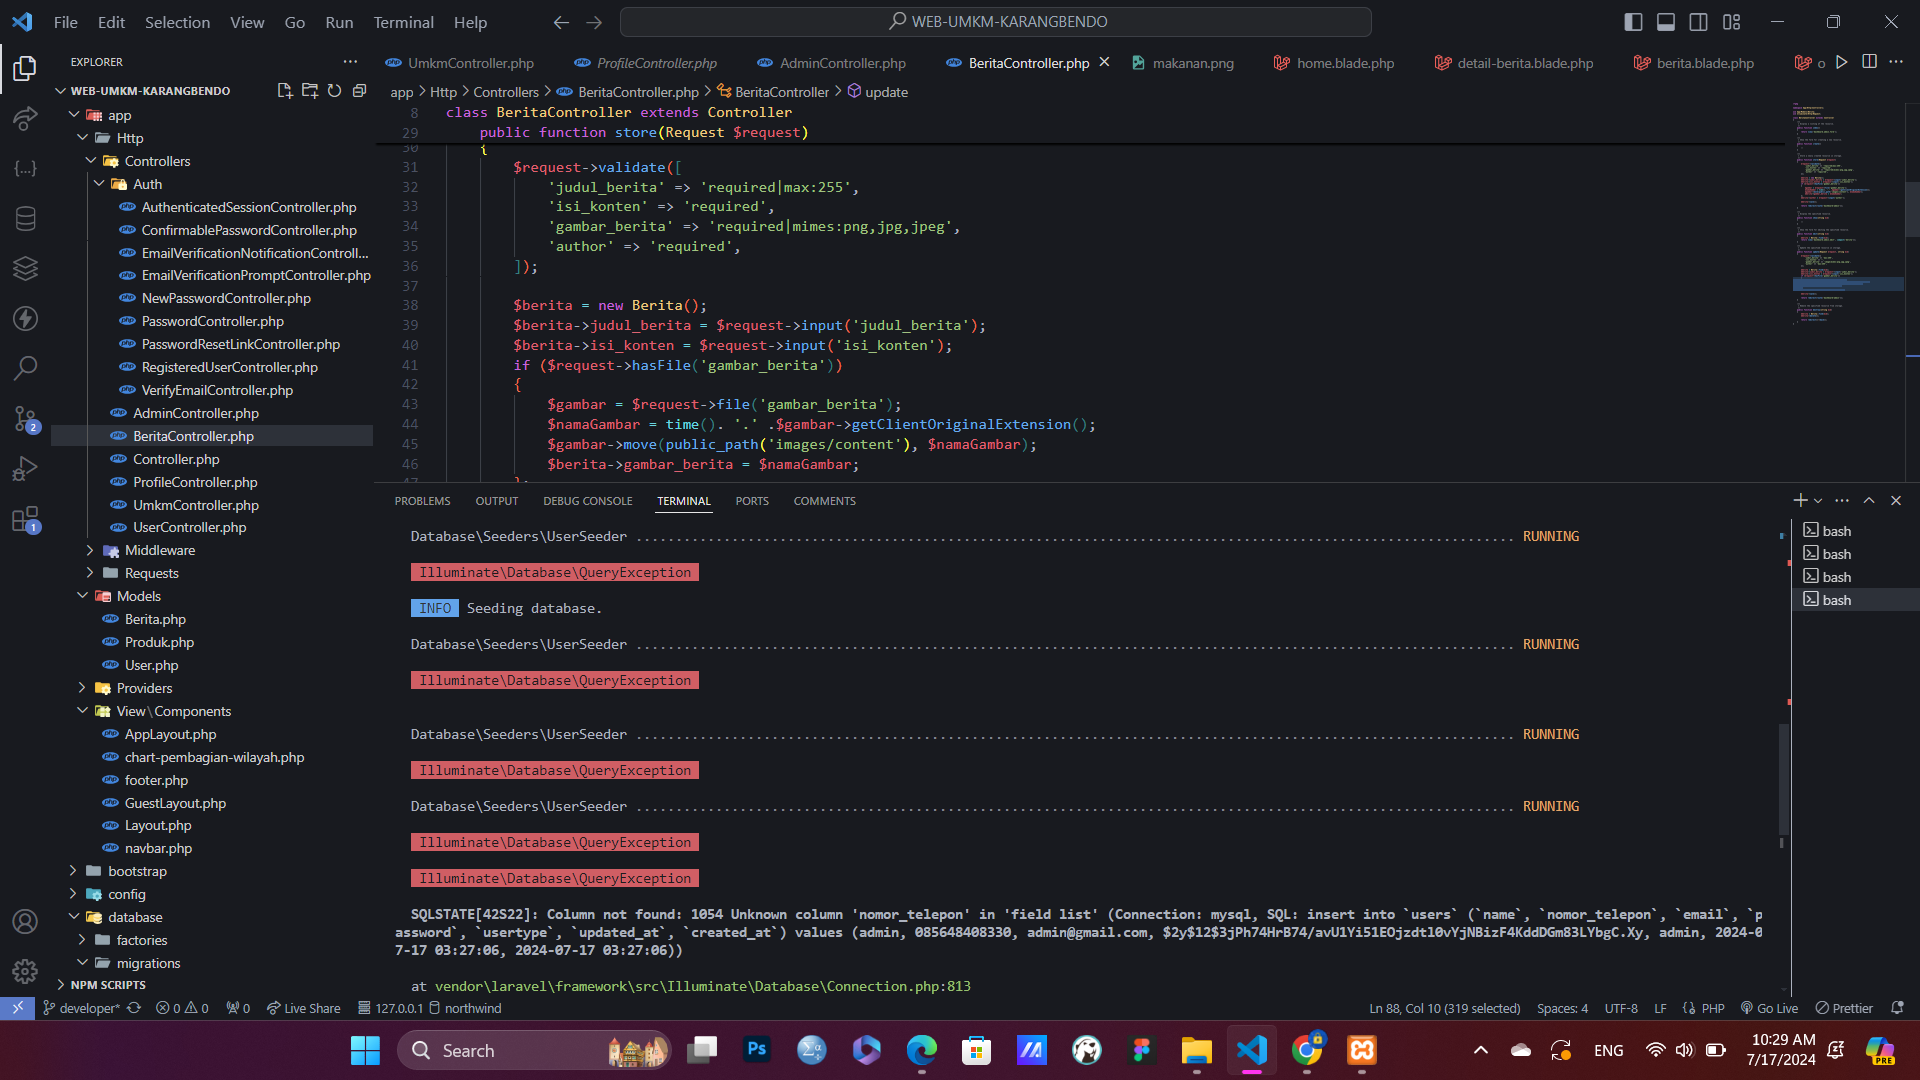 File Edit Selection View Go Run Terminal Help
WEB-UMKM-KARANGBENDO
EXPLORER
WEB-UMKM-KARANGBENDO
app
Http
Controllers
Auth
AuthenticatedSessionController.php
ConfirmablePasswordController.php
EmailVerificationNotificationControll...
EmailVerificationPromptController.php
NewPasswordController.php
PasswordController.php
PasswordResetLinkController.php
RegisteredUserController.php
VerifyEmailController.php
AdminController.php
BeritaController.php
Controller.php
ProfileController.php
UmkmController.php
UserController.php
Middleware
Requests
Models
Berita.php
Produk.php
User.php
Providers
View\Components
AppLayout.php
chart-pembagian-wilayah.php
footer.php
GuestLayout.php
Layout.php
navbar.php
bootstrap
config
database
factories
migrations
NPM SCRIPTS
2
1
UmkmController.php ProfileController.php AdminController.php BeritaController.php makanan.png home.blade.php detail-berita.blade.php berita.blade.php o
app > Http > Controllers > BeritaController.php > BeritaController > update
8 class BeritaController extends Controller
29 public function store(Request $request)
30 {
31 $request->validate([
32 'judul_berita' => 'required|max:255',
33 'isi_konten' => 'required',
34 'gambar_berita' => 'required|mimes:png,jpg,jpeg',
35 'author' => 'required',
36 ]);
37
38 $berita = new Berita();
39 $berita->judul_berita = $request->input('judul_berita');
40 $berita->isi_konten = $request->input('isi_konten');
41 if ($request->hasFile('gambar_berita'))
42 {
43 $gambar = $request->file('gambar_berita');
44 $namaGambar = time(). '.' .$gambar->getClientOriginalExtension();
45 $gambar->move(public_path('images/content'), $namaGambar);
46 $berita->gambar_berita = $namaGambar;
PROBLEMS OUTPUT DEBUG CONSOLE TERMINAL PORTS COMMENTS
Database\Seeders\UserSeeder RUNNING
Illuminate\Database\QueryException
INFO Seeding database.
Database\Seeders\UserSeeder RUNNING
Illuminate\Database\QueryException
Database\Seeders\UserSeeder RUNNING
Illuminate\Database\QueryException
Database\Seeders\UserSeeder RUNNING
Illuminate\Database\QueryException
Illuminate\Database\QueryException
SQLSTATE[42S22]: Column not found: 1054 Unknown column 'nomor_telepon' in 'field list' (Connection: mysql, SQL: insert into `users` (`name`, `nomor_telepon`, `email`, `p
assword`, `usertype`, `updated_at`, `created_at`) values (admin, 085648408330, admin@gmail.com, $2y$12$3jPh74HrB74/avU1Yi51EOjzdtl0vYjNBizF4KddDGm83LYbgC.Xy, admin, 2024-0
7-17 03:27:06, 2024-07-17 03:27:06))
at vendor\laravel\framework\src\Illuminate\Database\Connection.php:813
bash
bash
bash
bash
developer* 0 0 0 Live Share 127.0.0.1 northwind Ln 88, Col 10 (319 selected) Spaces: 4 UTF-8 LF PHP Go Live Prettier
Search
Ps
ENG
10:29 AM
7/17/2024
PRE